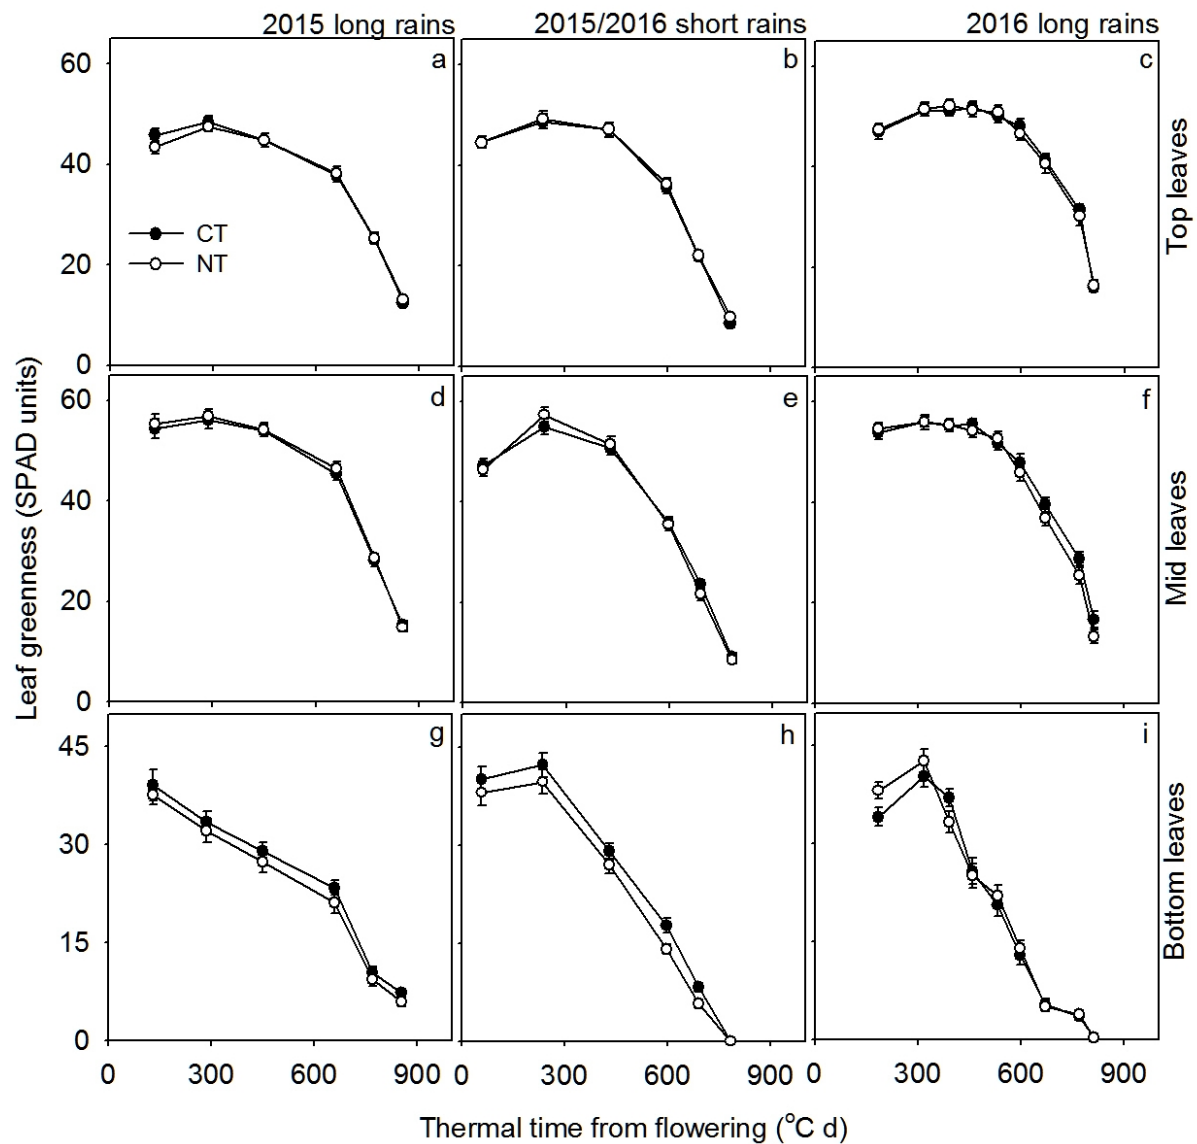 2015 long rains
2015/2016 short rains
2016 long rains
60
40
20
0
a
b
c
CT
NT
Top leaves
60
40
20
0
d
e
f
Mid leaves
45
30
15
0
g
h
i
Bottom leaves
Leaf greenness (SPAD units)
0 300 600 900 0 300 600 900 0 300 600 900
Thermal time from flowering (°C d)